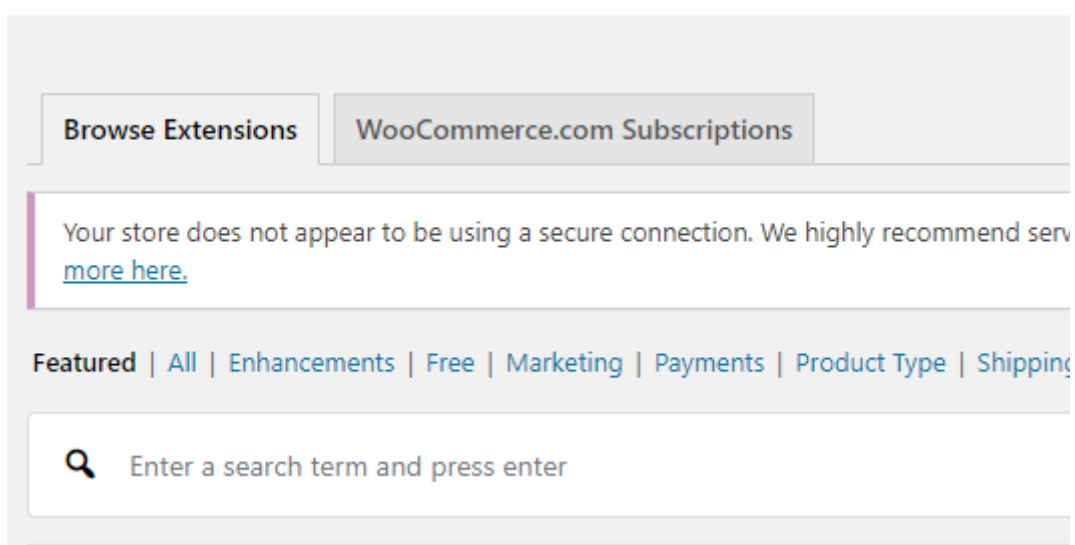 Browse Extensions WooCommerce.com Subscriptions
Your store does not appear to be using a secure connection. We highly recommend serv
more here.
Featured | All | Enhancements | Free | Marketing | Payments | Product Type | Shipping
Enter a search term and press enter